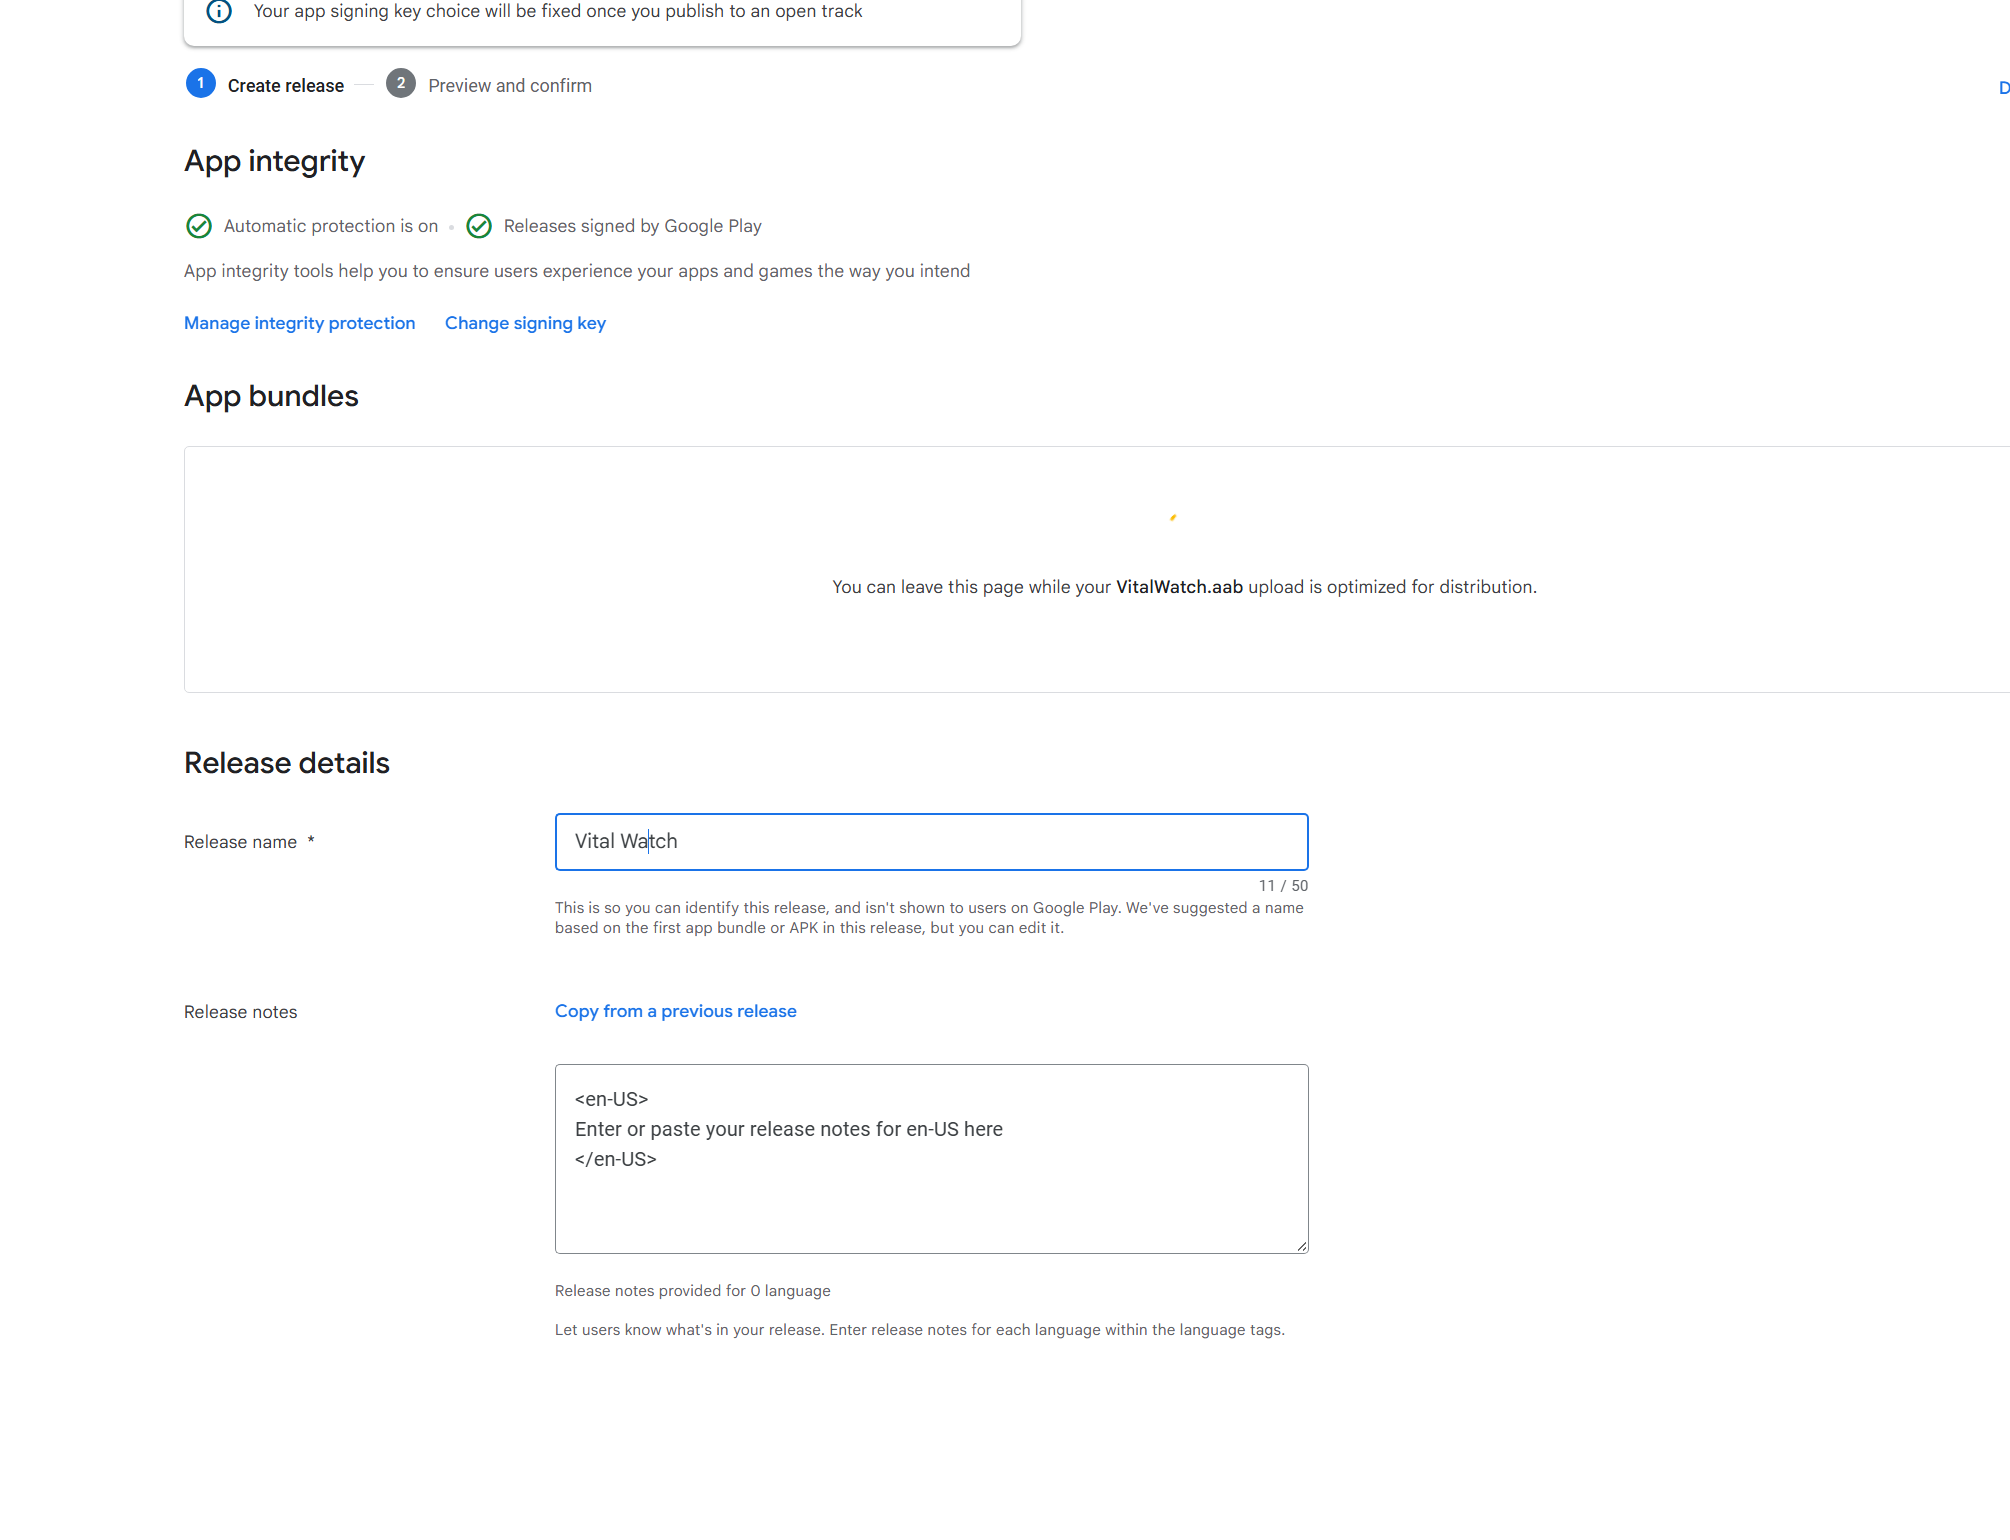 Your app signing key choice will be fixed once you publish to an open track
1 Create release 2 Preview and confirm
D
App integrity
Automatic protection is on • Releases signed by Google Play
App integrity tools help you to ensure users experience your apps and games the way you intend
Manage integrity protection Change signing key
App bundles
You can leave this page while your VitalWatch.aab upload is optimized for distribution.
Release details
Release name * Vital Watch
11 / 50
This is so you can identify this release, and isn't shown to users on Google Play. We've suggested a name
based on the first app bundle or APK in this release, but you can edit it.
Release notes Copy from a previous release
<en-US>
Enter or paste your release notes for en-US here
</en-US>
Release notes provided for 0 language
Let users know what's in your release. Enter release notes for each language within the language tags.